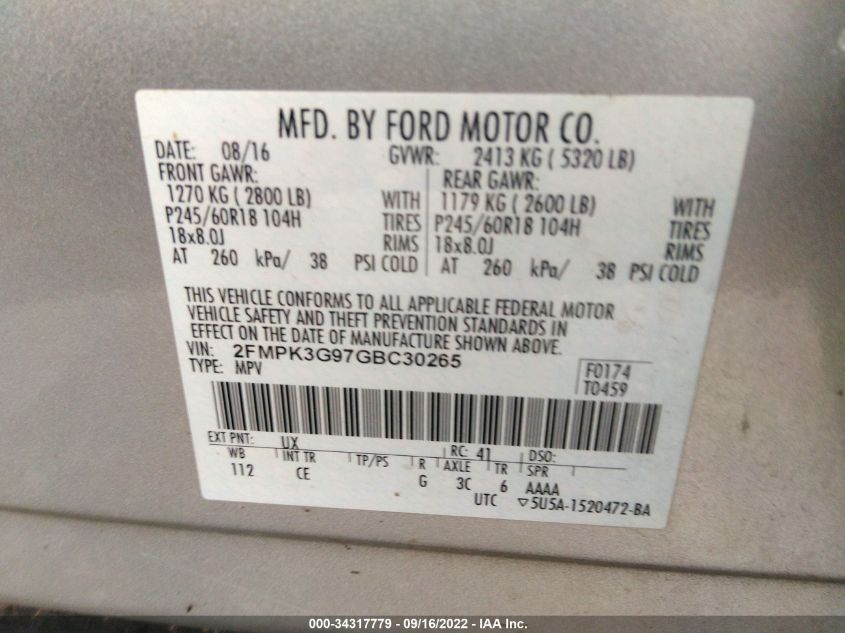 MFD. BY FORD MOTOR CO.
DATE: 08/16 GVWR: 2413 KG ( 5320 LB)
FRONT GAWR: REAR GAWR:
1270 KG ( 2800 LB) WITH 1179 KG ( 2600 LB) WITH
P245/60R18 104H TIRES P245/60R18 104H TIRES
18x8.0J RIMS 18x8.0J RIMS
AT 260 kPa/ 38 PSI COLD AT 260 kPa/ 38 PSI COLD
THIS VEHICLE CONFORMS TO ALL APPLICABLE FEDERAL MOTOR
VEHICLE SAFETY AND THEFT PREVENTION STANDARDS IN
EFFECT ON THE DATE OF MANUFACTURE SHOWN ABOVE.
VIN: 2FMPK3G97GBC30265
TYPE: MPV
F0174
T0459
EXT PNT: UX RC: 41 DSO:
WB INT TR TP/PS R AXLE TR SPR
112 CE G 3C 6 AAAA
UTC ▽5U5A-1520472-BA
000-34317779 - 09/16/2022 - IAA Inc.